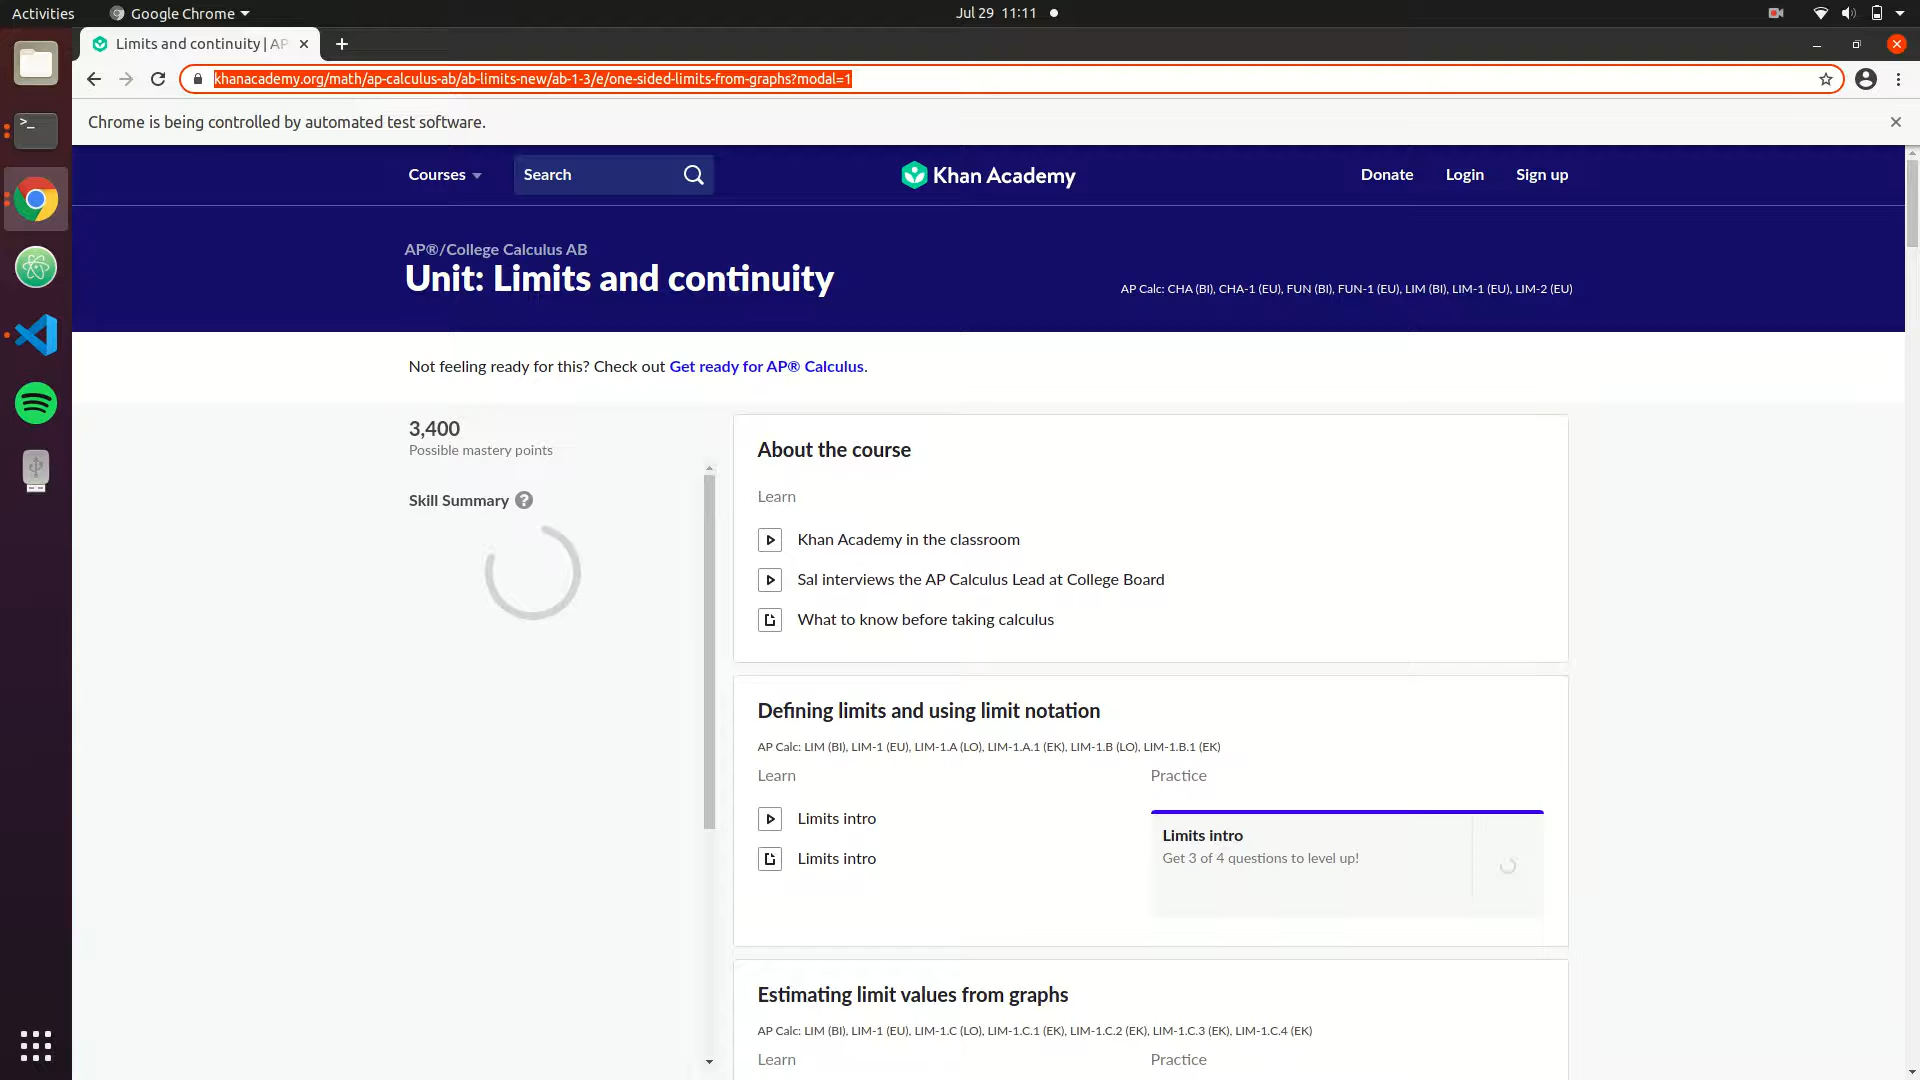 Activities
Google Chrome
Jul 29 11:11
Limits and continuity | AP
khanacademy.org/math/ap-calculus-ab/ab-limits-new/ab-1-3/e/one-sided-limits-from-graphs?modal=1
Chrome is being controlled by automated test software.
Courses
Search
Khan Academy
Donate
Login
Sign up
AP®/College Calculus AB
Unit: Limits and continuity
AP Calc: CHA (BI), CHA-1 (EU), FUN (BI), FUN-1 (EU), LIM (BI), LIM-1 (EU), LIM-2 (EU)
Not feeling ready for this? Check out Get ready for AP® Calculus.
3,400
Possible mastery points
Skill Summary ?
About the course
Learn
Khan Academy in the classroom
Sal interviews the AP Calculus Lead at College Board
What to know before taking calculus
Defining limits and using limit notation
AP Calc: LIM (BI), LIM-1 (EU), LIM-1.A (LO), LIM-1.A.1 (EK), LIM-1.B (LO), LIM-1.B.1 (EK)
Learn
Limits intro
Limits intro
Practice
Limits intro
Get 3 of 4 questions to level up!
Estimating limit values from graphs
AP Calc: LIM (BI), LIM-1 (EU), LIM-1.C (LO), LIM-1.C.1 (EK), LIM-1.C.2 (EK), LIM-1.C.3 (EK), LIM-1.C.4 (EK)
Learn
Practice